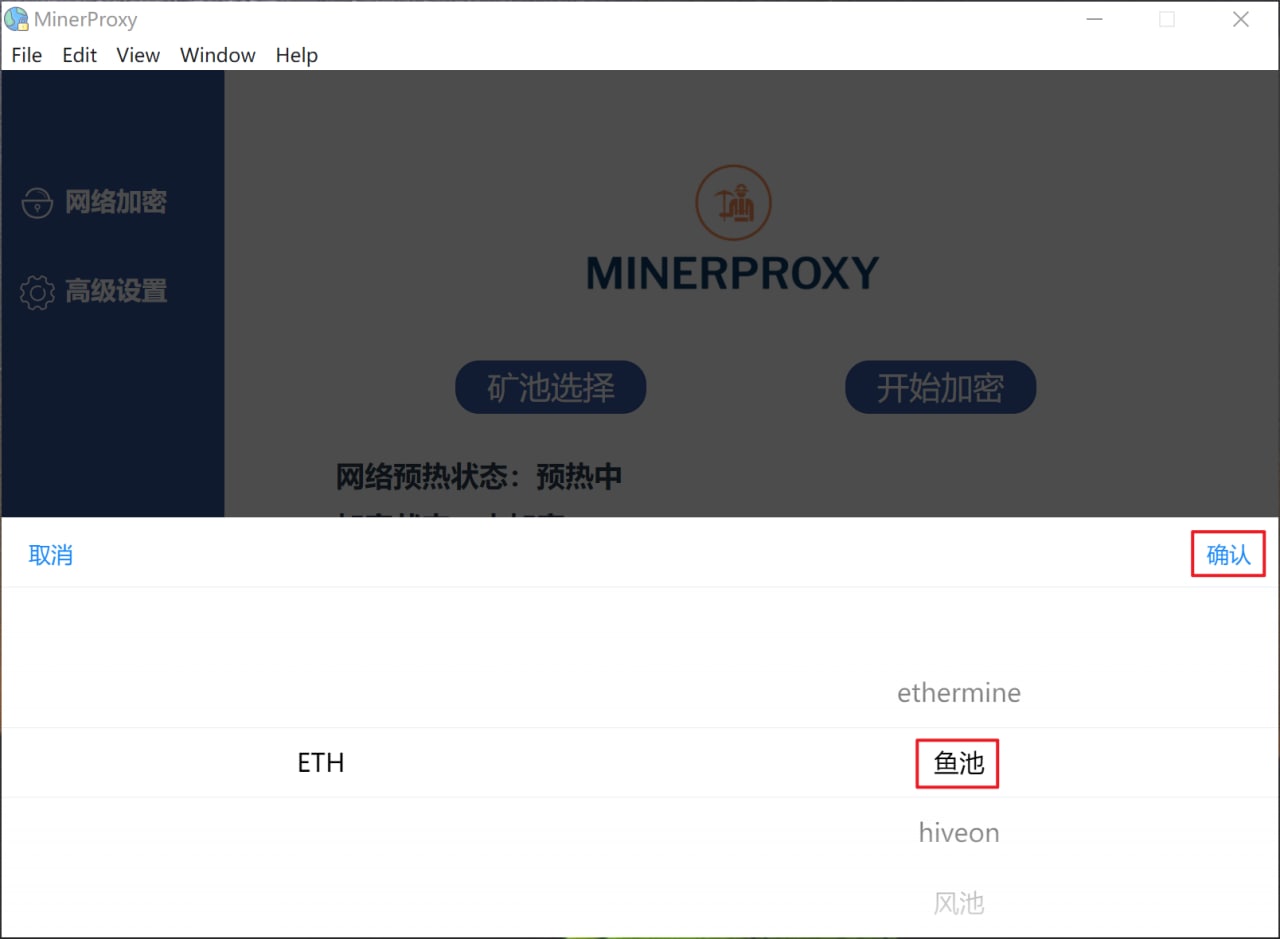 MinerProxy
File Edit View Window Help
网络加密
高级设置
MINERPROXY
矿池选择 开始加密
网络预热状态：预热中
取消 确认
ethermine
ETH 鱼池
hiveon
风池